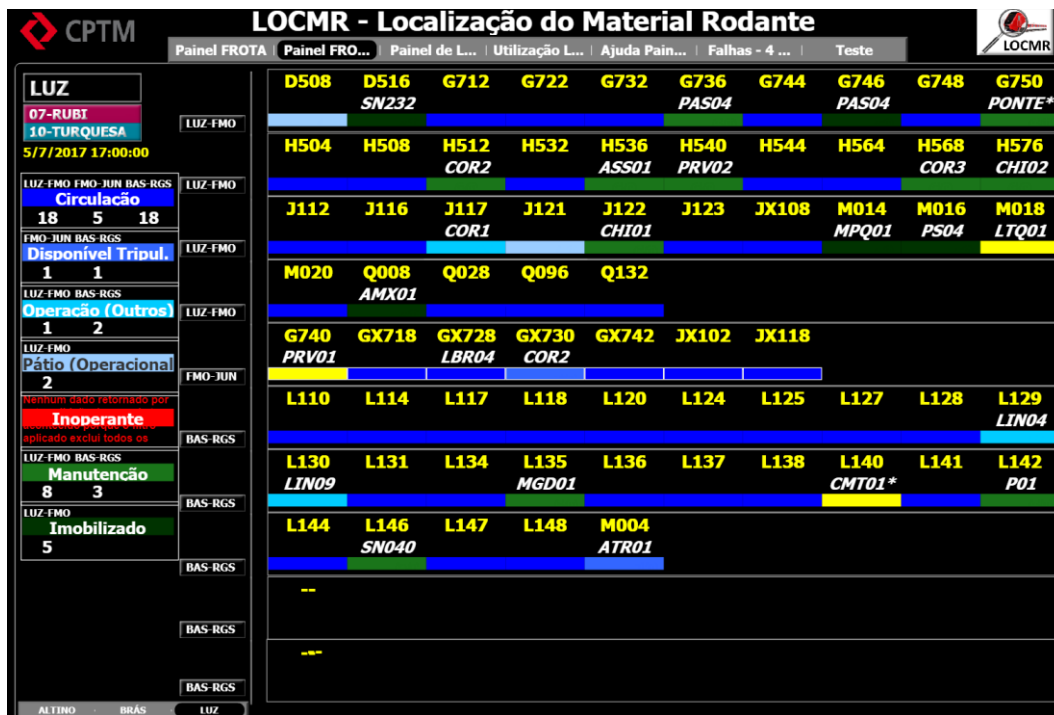 CPTM
LOCMR - Localização do Material Rodante
LOCMR
Painel FROTA Painel FRO... Painel de L... Utilização L... Ajuda Pain... Falhas - 4 ... Teste
LUZ
07-RUBI
10-TURQUESA
5/7/2017 17:00:00
LUZ-FMO FMO-JUN BAS-RGS
Circulação
18 5 18
FMO-JUN BAS-RGS
Disponível Tripul.
1 1
LUZ-FMO BAS-RGS
Operação (Outros)
1 2
LUZ-FMO
Pátio (Operacional
2
Nenhum dado retornado por
Inoperante
aplicado exclui todos os
LUZ-FMO BAS-RGS
Manutenção
8 3
LUZ-FMO
Imobilizado
5
D508 D516 G712 G722 G732 G736 G744 G746 G748 G750
SN232 PAS04 PAS04 PONTE*
LUZ-FMO
H504 H508 H512 H532 H536 H540 H544 H564 H568 H576
COR2 ASS01 PRV02 COR3 CHI02
LUZ-FMO
J112 J116 J117 J121 J122 J123 JX108 M014 M016 M018
COR1 CHI01 MPQ01 PS04 LTQ01
LUZ-FMO
M020 Q008 Q028 Q096 Q132
AMX01
LUZ-FMO
G740 GX718 GX728 GX730 GX742 JX102 JX118
PRV01 LBR04 COR2
FMO-JUN
L110 L114 L117 L118 L120 L124 L125 L127 L128 L129
LIN04
BAS-RGS
L130 L131 L134 L135 L136 L137 L138 L140 L141 L142
LIN09 MGD01 CMT01* P01
BAS-RGS
L144 L146 L147 L148 M004
SN040 ATR01
BAS-RGS
--
BAS-RGS
---
BAS-RGS
ALTINO BRÁS LUZ